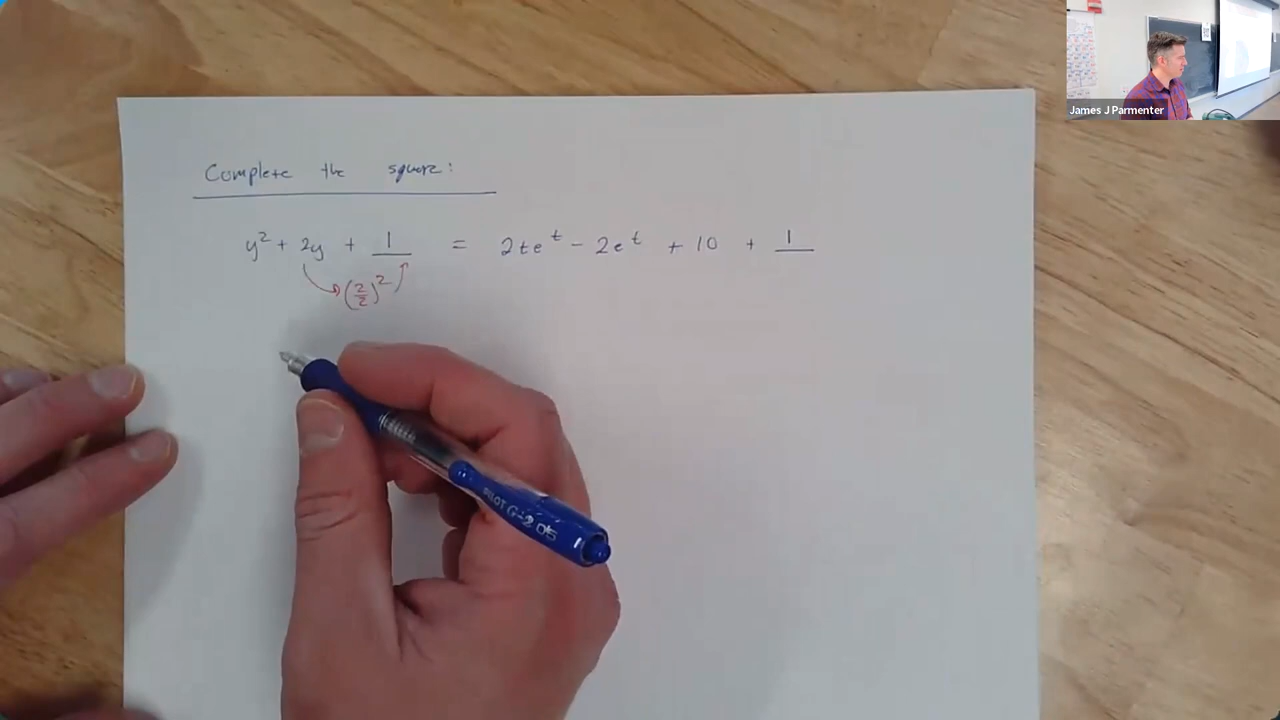 Complete the square:
y² + 2y + 1 = 2te^t - 2e^t + 10 + 1
(2/2)²
PILOT G-2 05
James J Parmenter